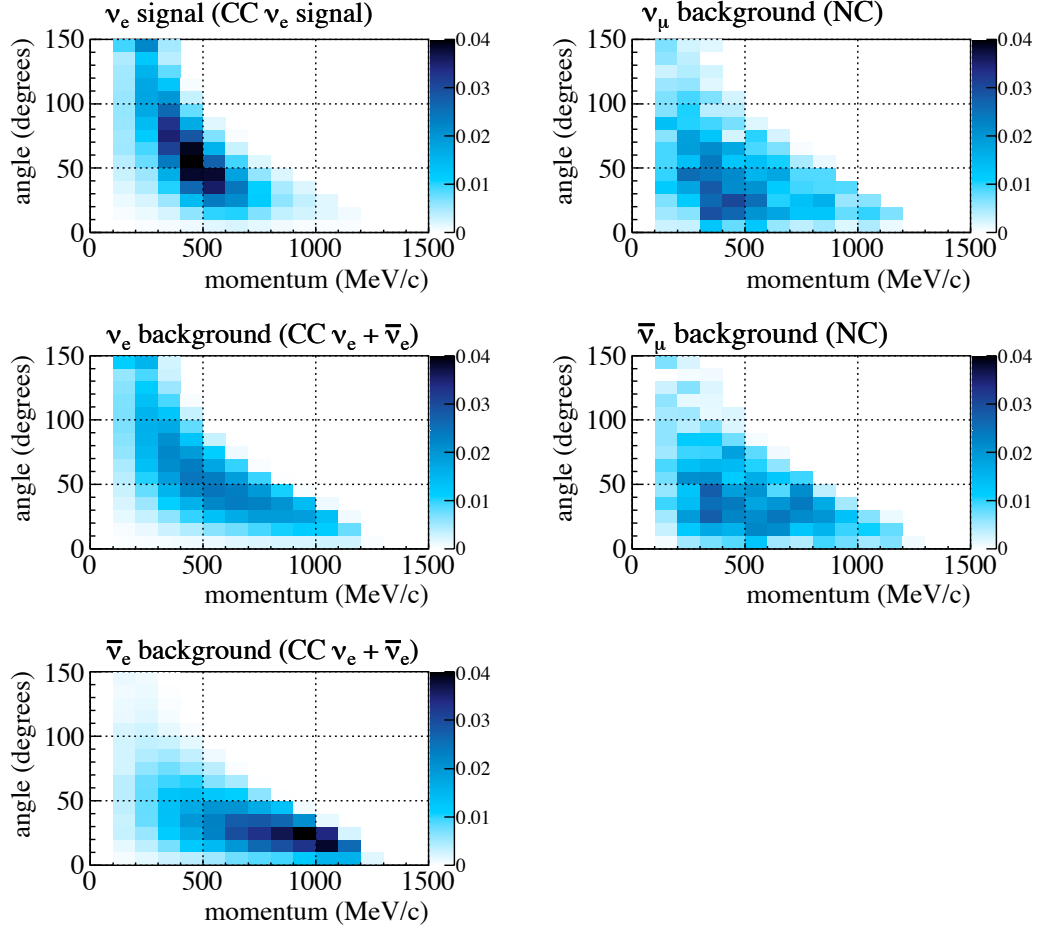 νe signal (CC νe signal)
angle (degrees)
150
100
50
0
0 500 1000 1500
momentum (MeV/c)
0.04
0.03
0.02
0.01
0
νμ background (NC)
angle (degrees)
150
100
50
0
0 500 1000 1500
momentum (MeV/c)
0.04
0.03
0.02
0.01
0
νe background (CC νe + ν̅e)
angle (degrees)
150
100
50
0
0 500 1000 1500
momentum (MeV/c)
0.04
0.03
0.02
0.01
0
ν̅μ background (NC)
angle (degrees)
150
100
50
0
0 500 1000 1500
momentum (MeV/c)
0.04
0.03
0.02
0.01
0
ν̅e background (CC νe + ν̅e)
angle (degrees)
150
100
50
0
0 500 1000 1500
momentum (MeV/c)
0.04
0.03
0.02
0.01
0